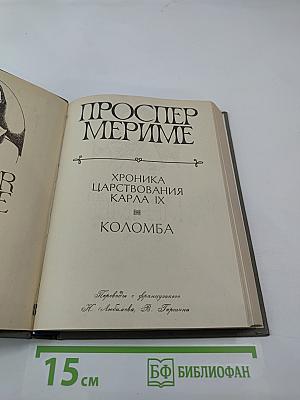 ПРОСПЕР
МЕРИМЕ
ХРОНИКА
ЦАРСТВОВАНИЯ
КАРЛА IX
КОЛОМБА
Переводы с французского
Н. Любимова, В. Гаршина
15 см
БФ БИБЛИОФАН